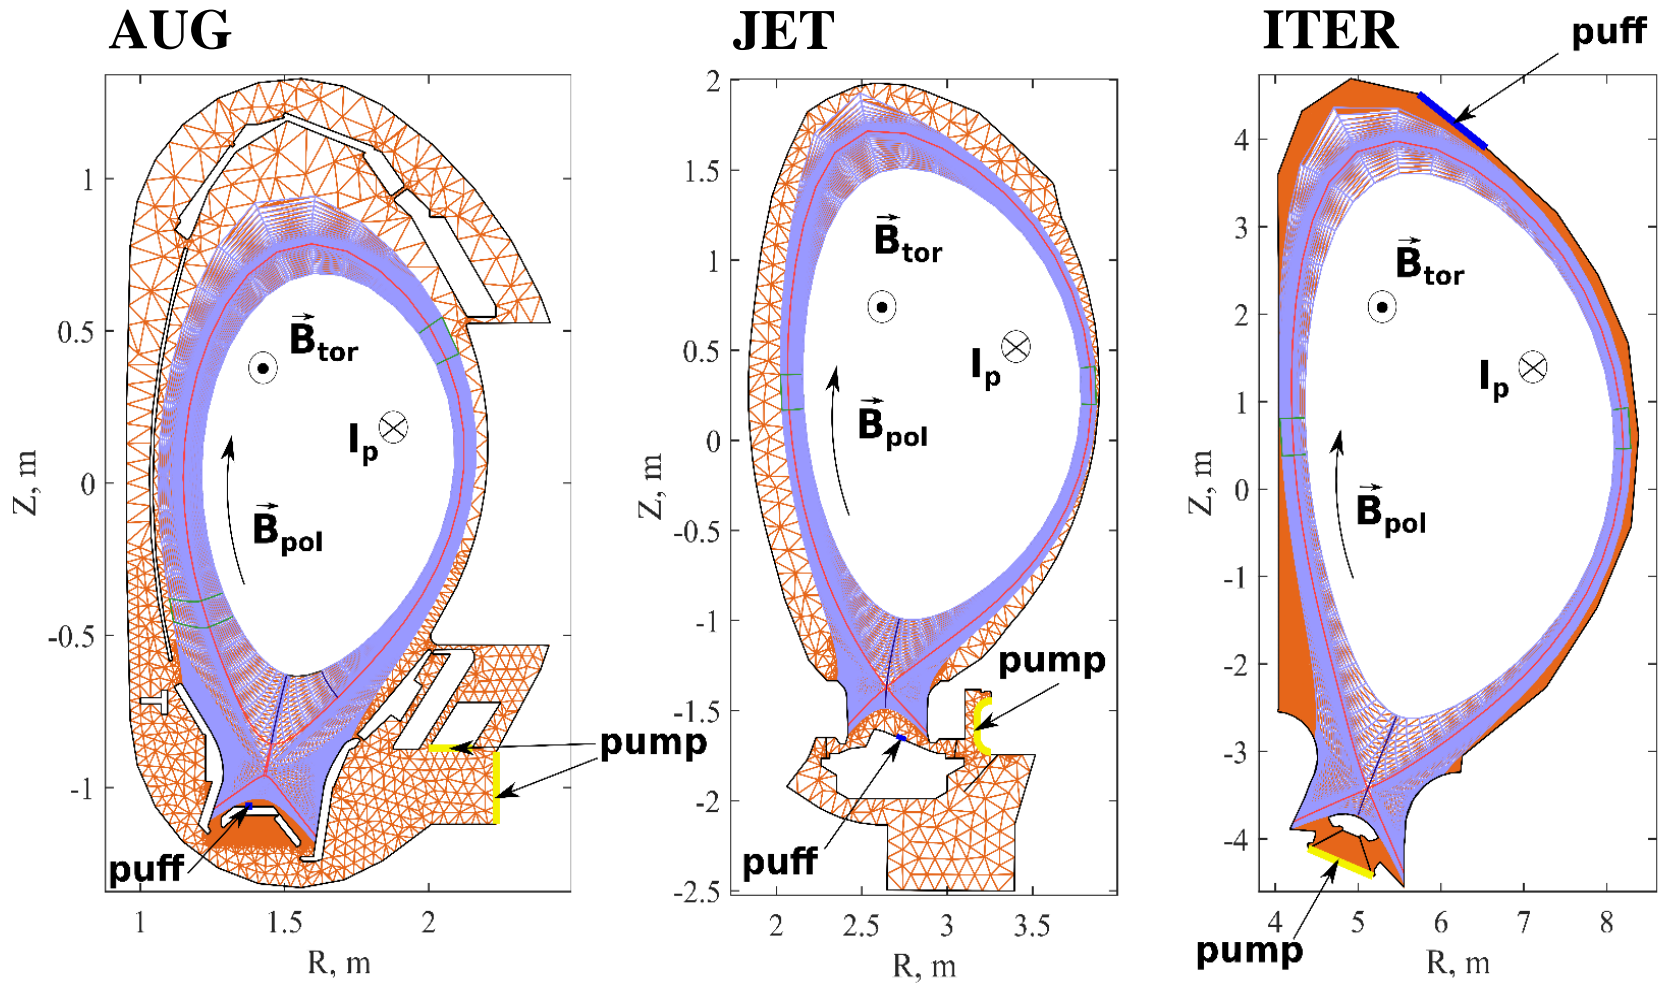 AUG
JET
ITER
puff
1
0.5
0
-0.5
-1
Z, m
1
1.5
2
R, m
B
tor
I
p
B
pol
pump
puff
2
1.5
1
0.5
0
-0.5
-1
-1.5
-2
-2.5
Z, m
2
2.5
3
3.5
R, m
B
tor
I
p
B
pol
pump
puff
4
3
2
1
0
-1
-2
-3
-4
Z, m
4
5
6
7
8
R, m
B
tor
I
p
B
pol
pump